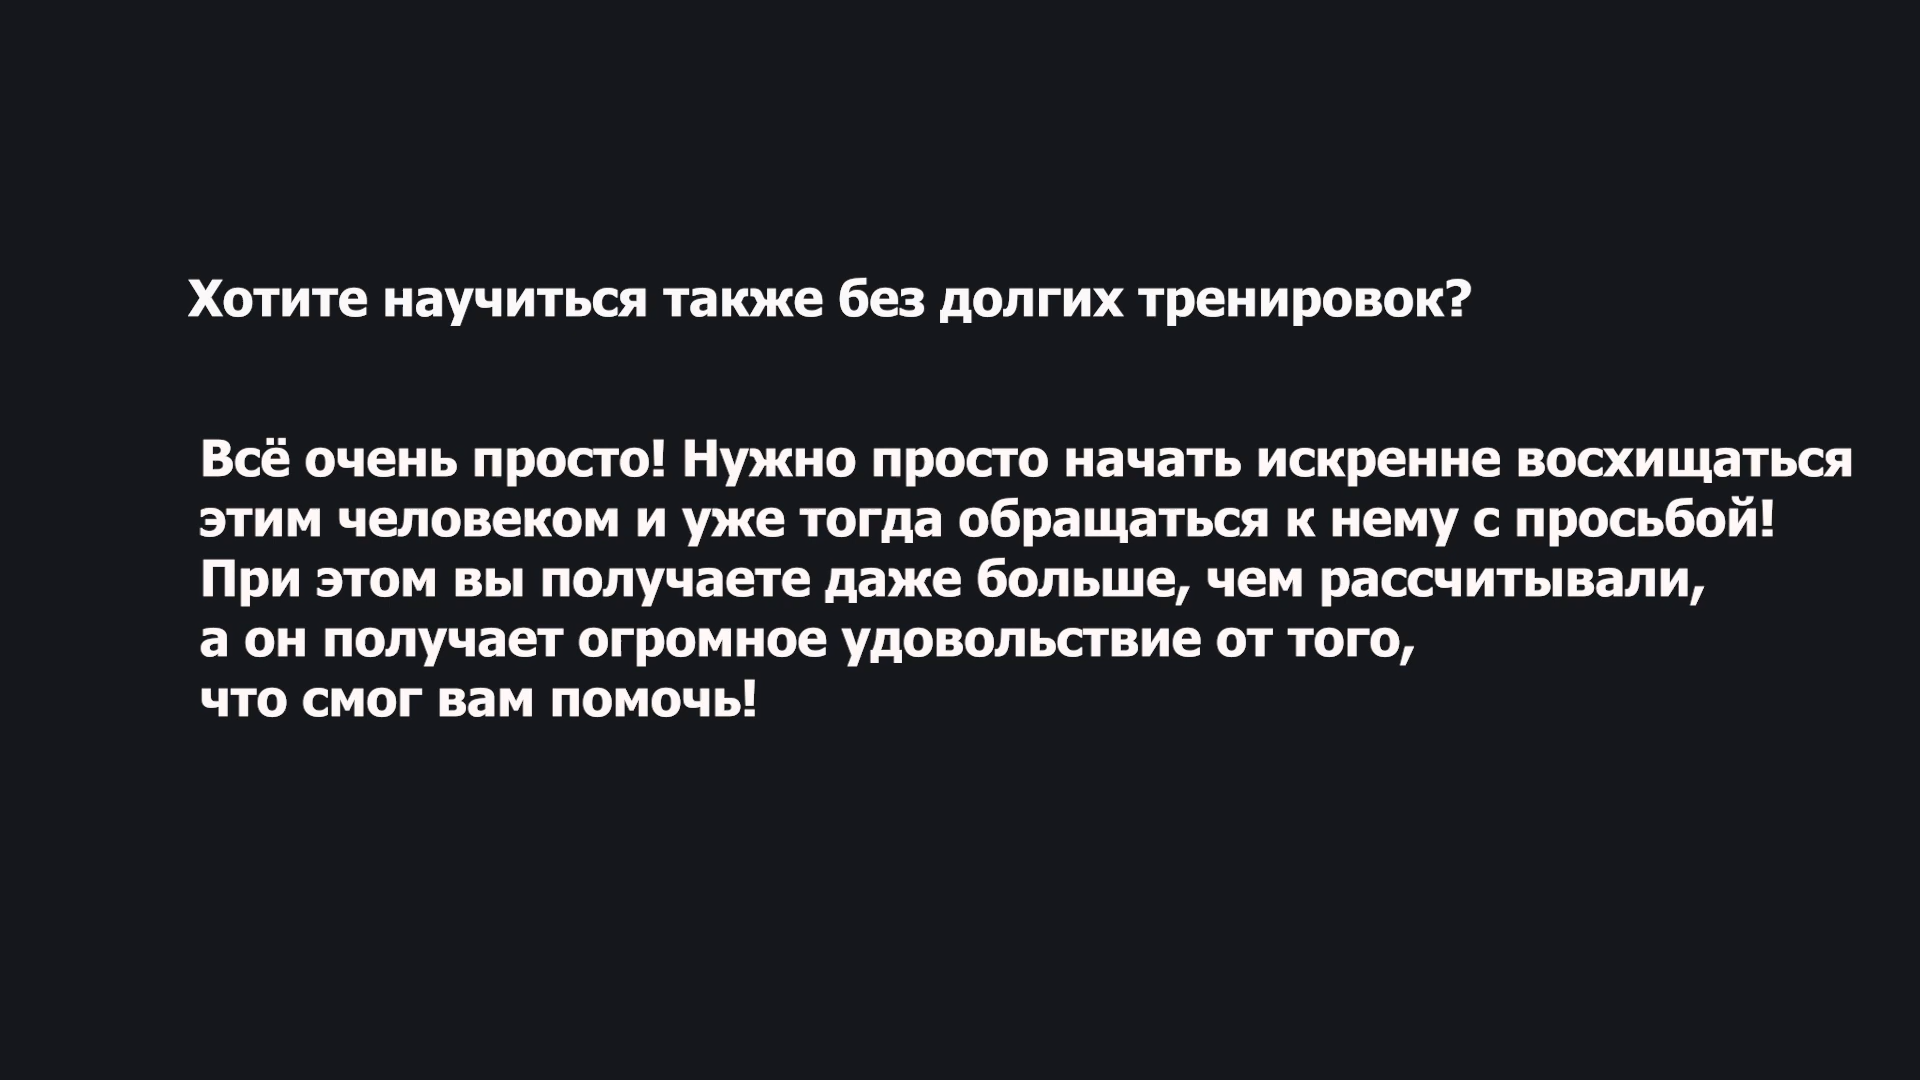 Хотите научиться также без долгих тренировок?
Всё очень просто! Нужно просто начать искренне восхищаться
этим человеком и уже тогда обращаться к нему с просьбой!
При этом вы получаете даже больше, чем рассчитывали,
а он получает огромное удовольствие от того,
что смог вам помочь!